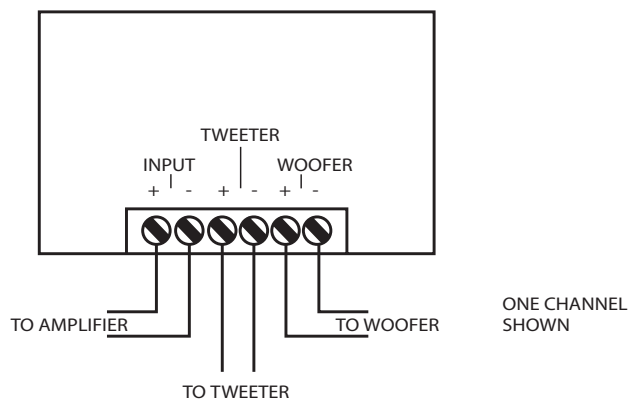 TWEETER
INPUT
WOOFER
+ - + - + -
TO AMPLIFIER
TO WOOFER
ONE CHANNEL
SHOWN
TO TWEETER